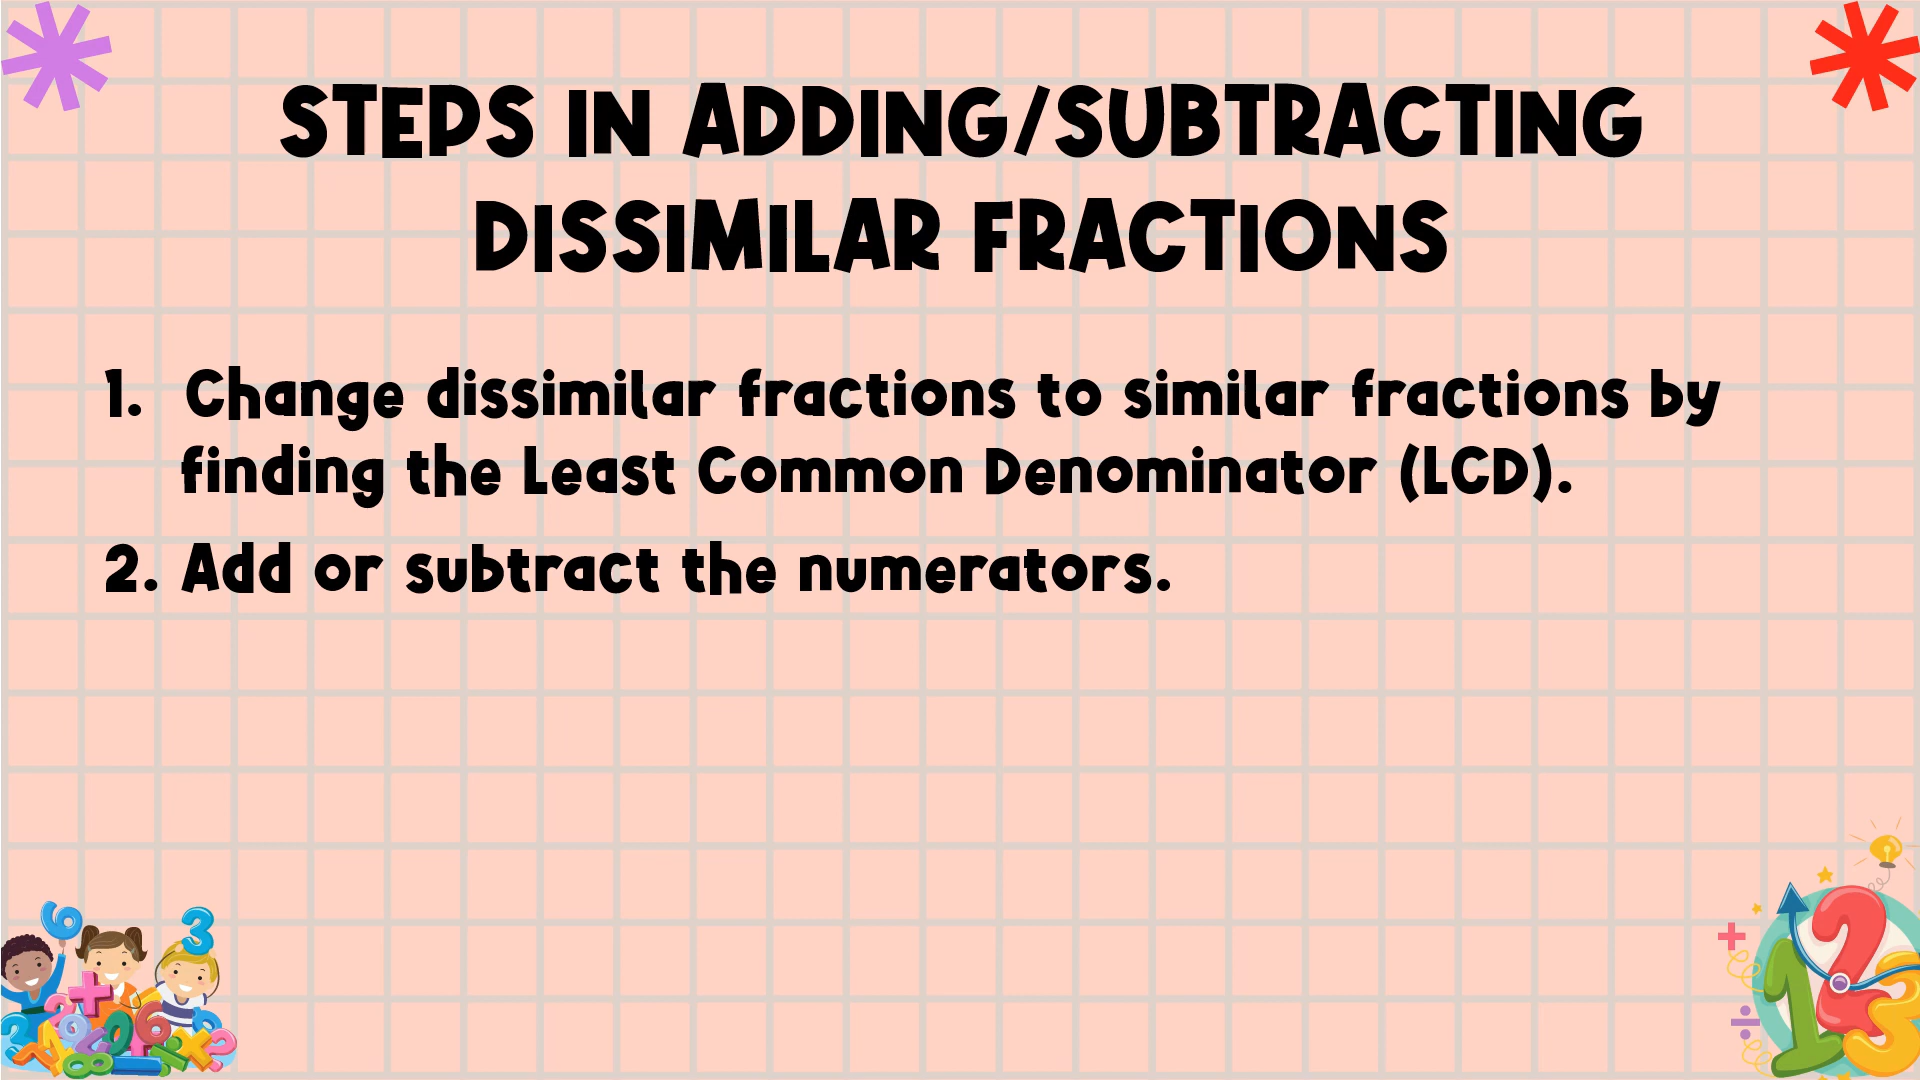 STEPS IN ADDING/SUBTRACTING
DISSIMILAR FRACTIONS
1. Change dissimilar fractions to similar fractions by
finding the Least Common Denominator (LCD).
2. Add or subtract the numerators.